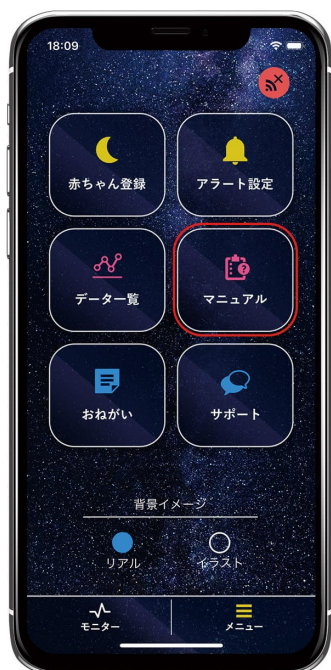 18:09
赤ちゃん登録
アラート設定
データ一覧
マニュアル
おねがい
サポート
背景イメージ
リアル
イラスト
モニター
メニュー